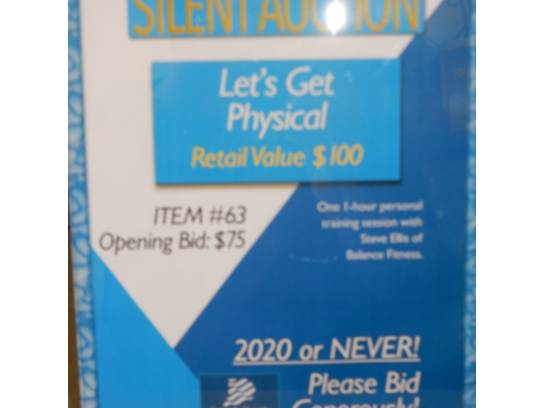 SILENT AUCTION
Let's Get
Physical
Retail Value $100
ITEM #63
Opening Bid: $75
One 1-hour personal
training session with
Steve Ellis of
Balance Fitness.
2020 or NEVER!
Please Bid
Generously!